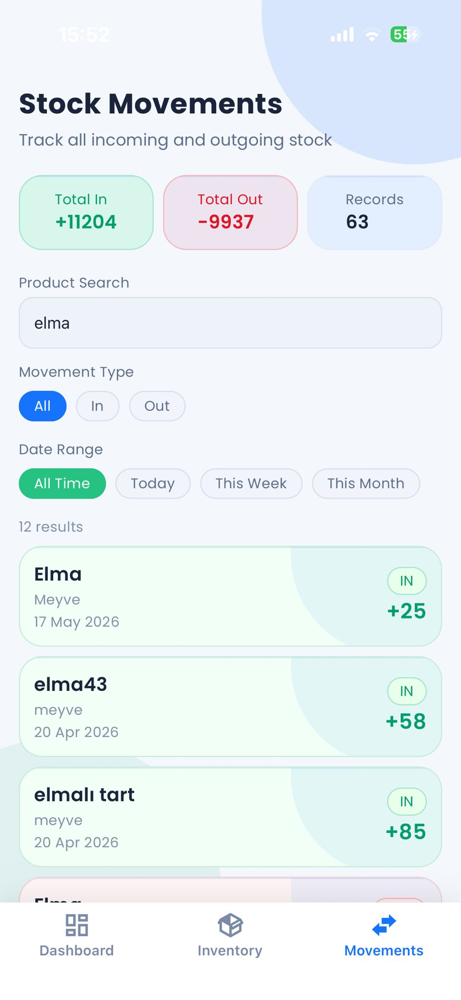 15:52
55
Stock Movements
Track all incoming and outgoing stock
Total In
+11204
Total Out
-9937
Records
63
Product Search
elma
Movement Type
All
In
Out
Date Range
All Time
Today
This Week
This Month
12 results
Elma
Meyve
17 May 2026
IN
+25
elma43
meyve
20 Apr 2026
IN
+58
elmalı tart
meyve
20 Apr 2026
IN
+85
Elma
Dashboard
Inventory
Movements